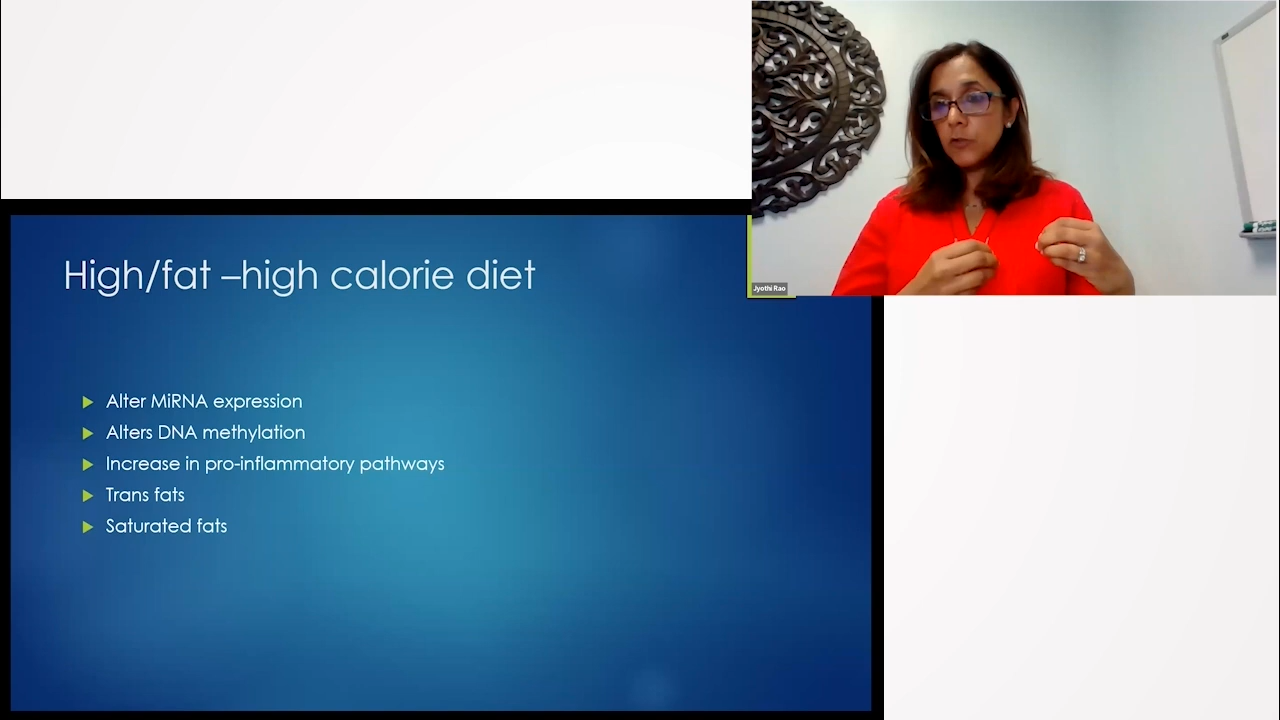 Jyothi Rao
High/fat –high calorie diet
Alter MiRNA expression
Alters DNA methylation
Increase in pro-inflammatory pathways
Trans fats
Saturated fats